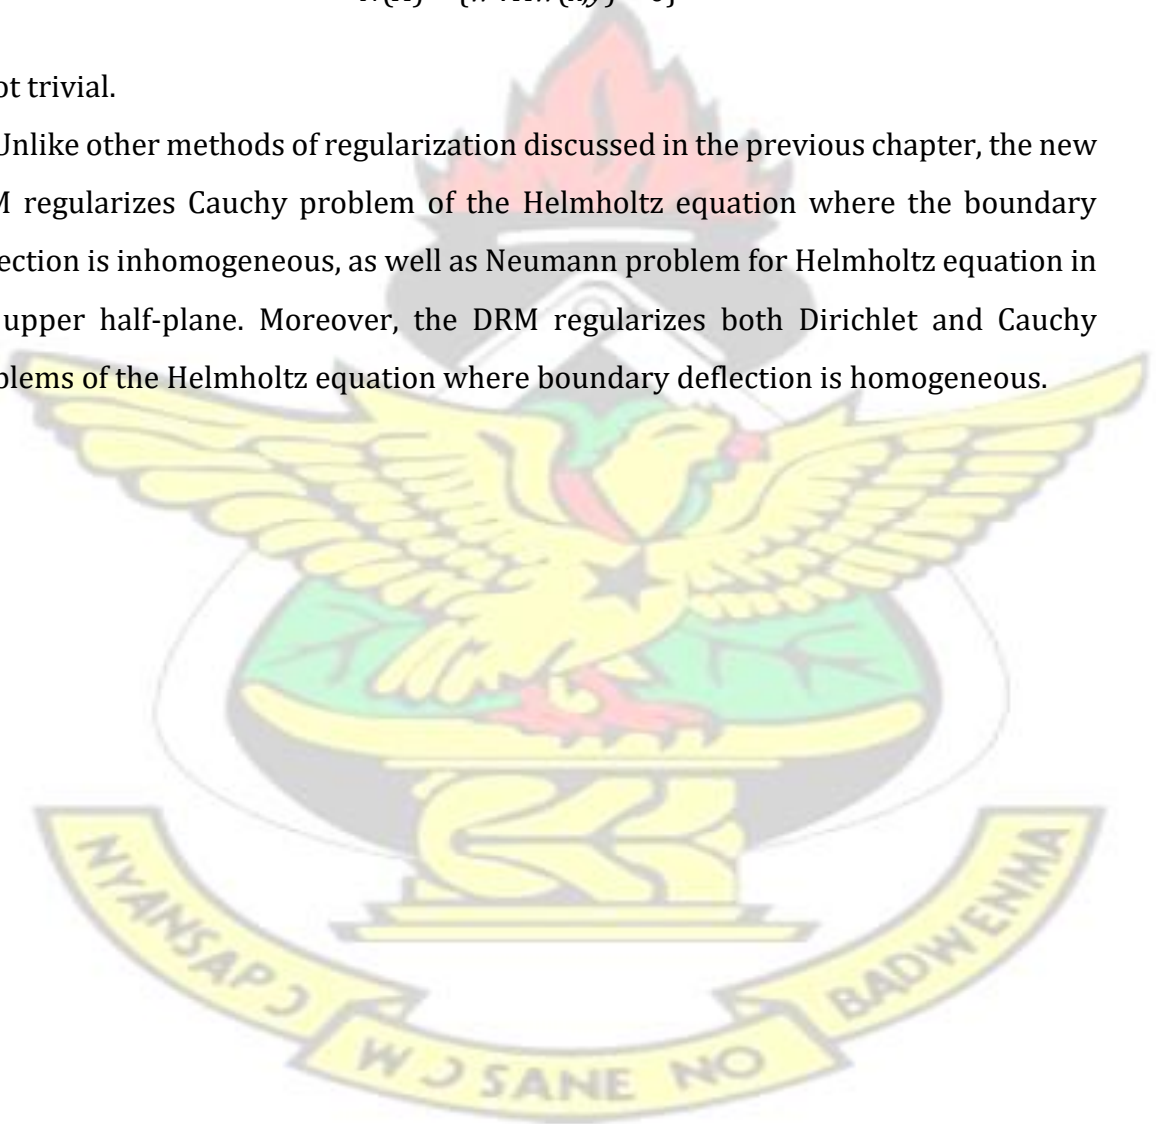 ot trivial.
Unlike other methods of regularization discussed in the previous chapter, the new
M regularizes Cauchy problem of the Helmholtz equation where the boundary
ection is inhomogeneous, as well as Neumann problem for Helmholtz equation in
upper half-plane. Moreover, the DRM regularizes both Dirichlet and Cauchy
blems of the Helmholtz equation where boundary deflection is homogeneous.
NYANSAPƆ
WƆSANE NO
BADWENMA